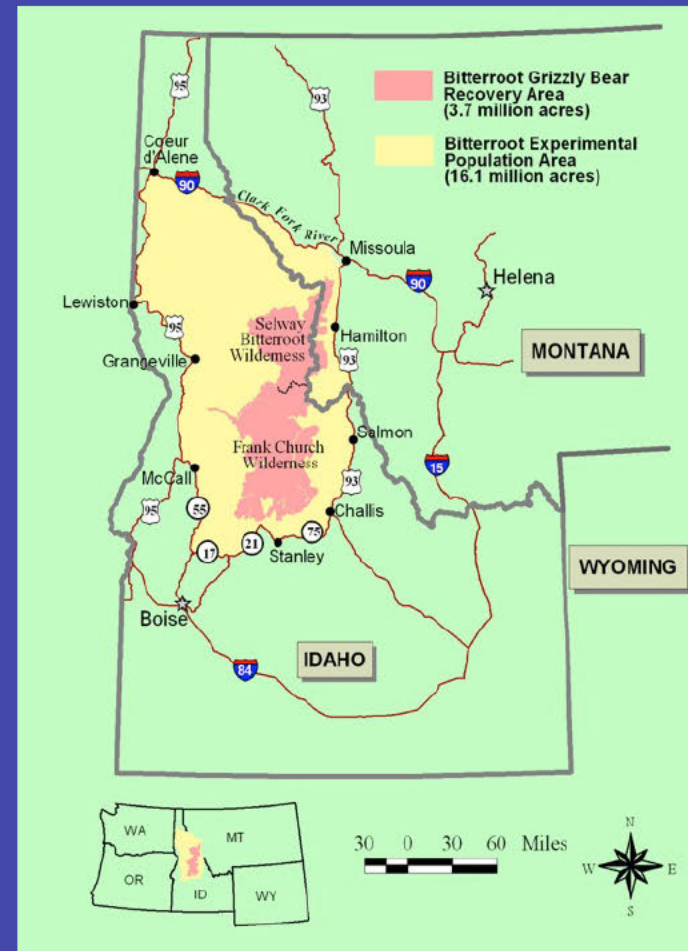 95
93
Bitterroot Grizzly Bear
Recovery Area
(3.7 million acres)
Bitterroot Experimental
Population Area
(16.1 million acres)
Coeur
d'Alene
90
Clark Fork River
Missoula
90
Helena
Lewiston
95
Selway
Bitterroot
Wilderness
Hamilton
93
MONTANA
Grangeville
Frank Church
Wilderness
Salmon
McCall
15
93
95
55
Challis
17
21
75
Stanley
WYOMING
Boise
IDAHO
84
WA
MT
OR
ID
WY
30 0 30 60 Miles
N
W
E
S